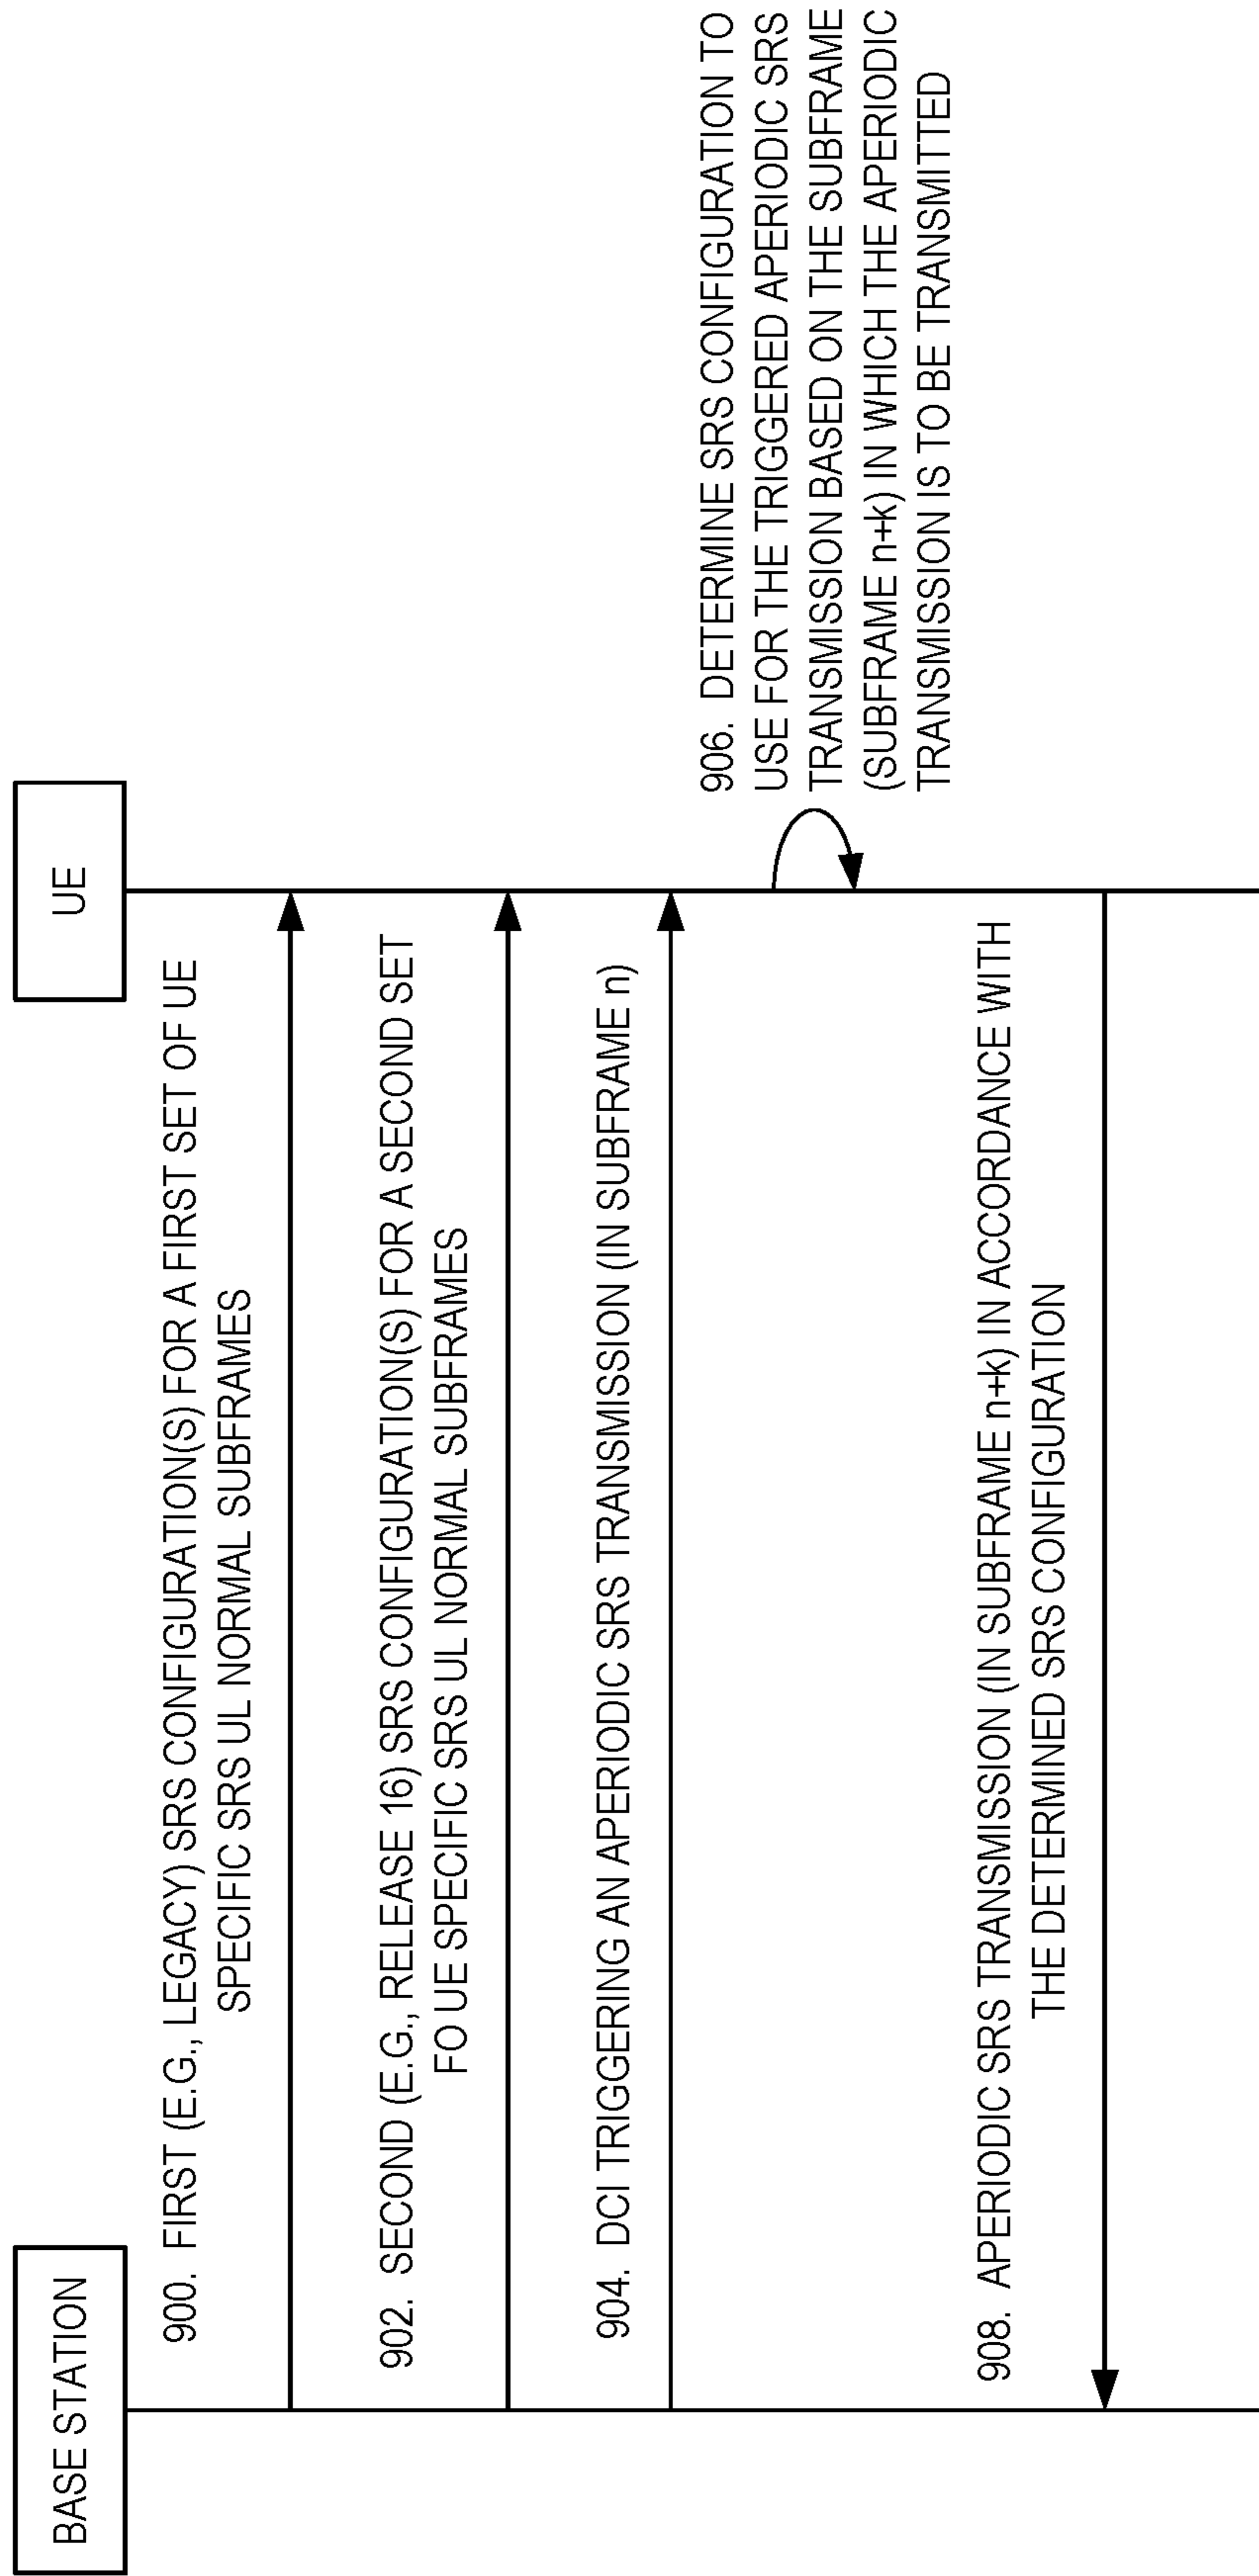 BASE STATION
UE
900. FIRST (E.G., LEGACY) SRS CONFIGURATION(S) FOR A FIRST SET OF UE
SPECIFIC SRS UL NORMAL SUBFRAMES
902. SECOND (E.G., RELEASE 16) SRS CONFIGURATION(S) FOR A SECOND SET
FO UE SPECIFIC SRS UL NORMAL SUBFRAMES
904. DCI TRIGGERING AN APERIODIC SRS TRANSMISSION (IN SUBFRAME n)
906. DETERMINE SRS CONFIGURATION TO
USE FOR THE TRIGGERED APERIODIC SRS
TRANSMISSION BASED ON THE SUBFRAME
(SUBFRAME n+k) IN WHICH THE APERIODIC
TRANSMISSION IS TO BE TRANSMITTED
908. APERIODIC SRS TRANSMISSION (IN SUBFRAME n+k) IN ACCORDANCE WITH
THE DETERMINED SRS CONFIGURATION